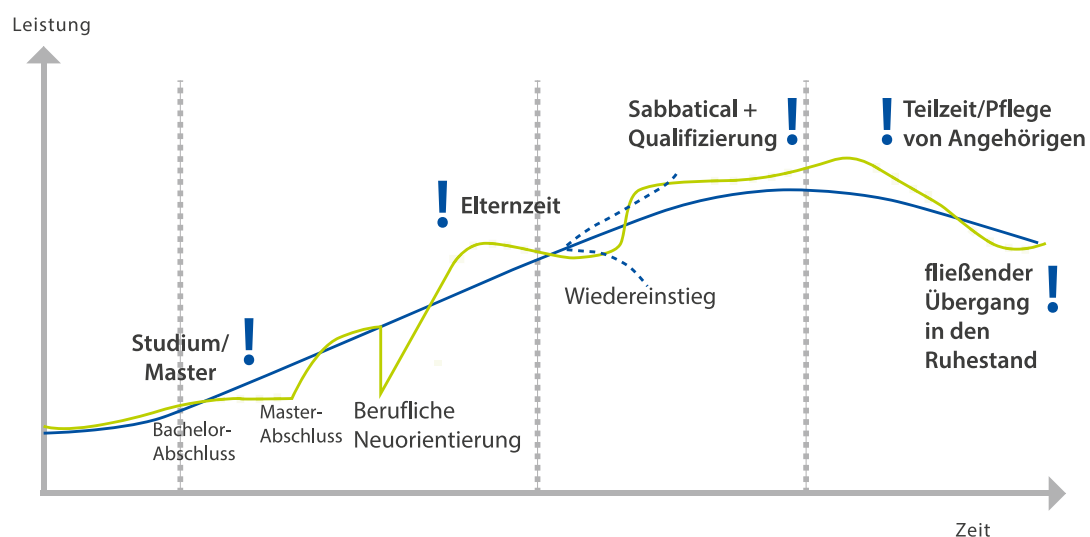 Leistung
Sabbatical +
Qualifizierung !
! Teilzeit/Pflege
von Angehörigen
! Elternzeit
Wiedereinstieg
fließender
Übergang
in den
Ruhestand
!
Studium/
Master
!
Bachelor-
Abschluss
Master-
Abschluss
Berufliche
Neuorientierung
Zeit